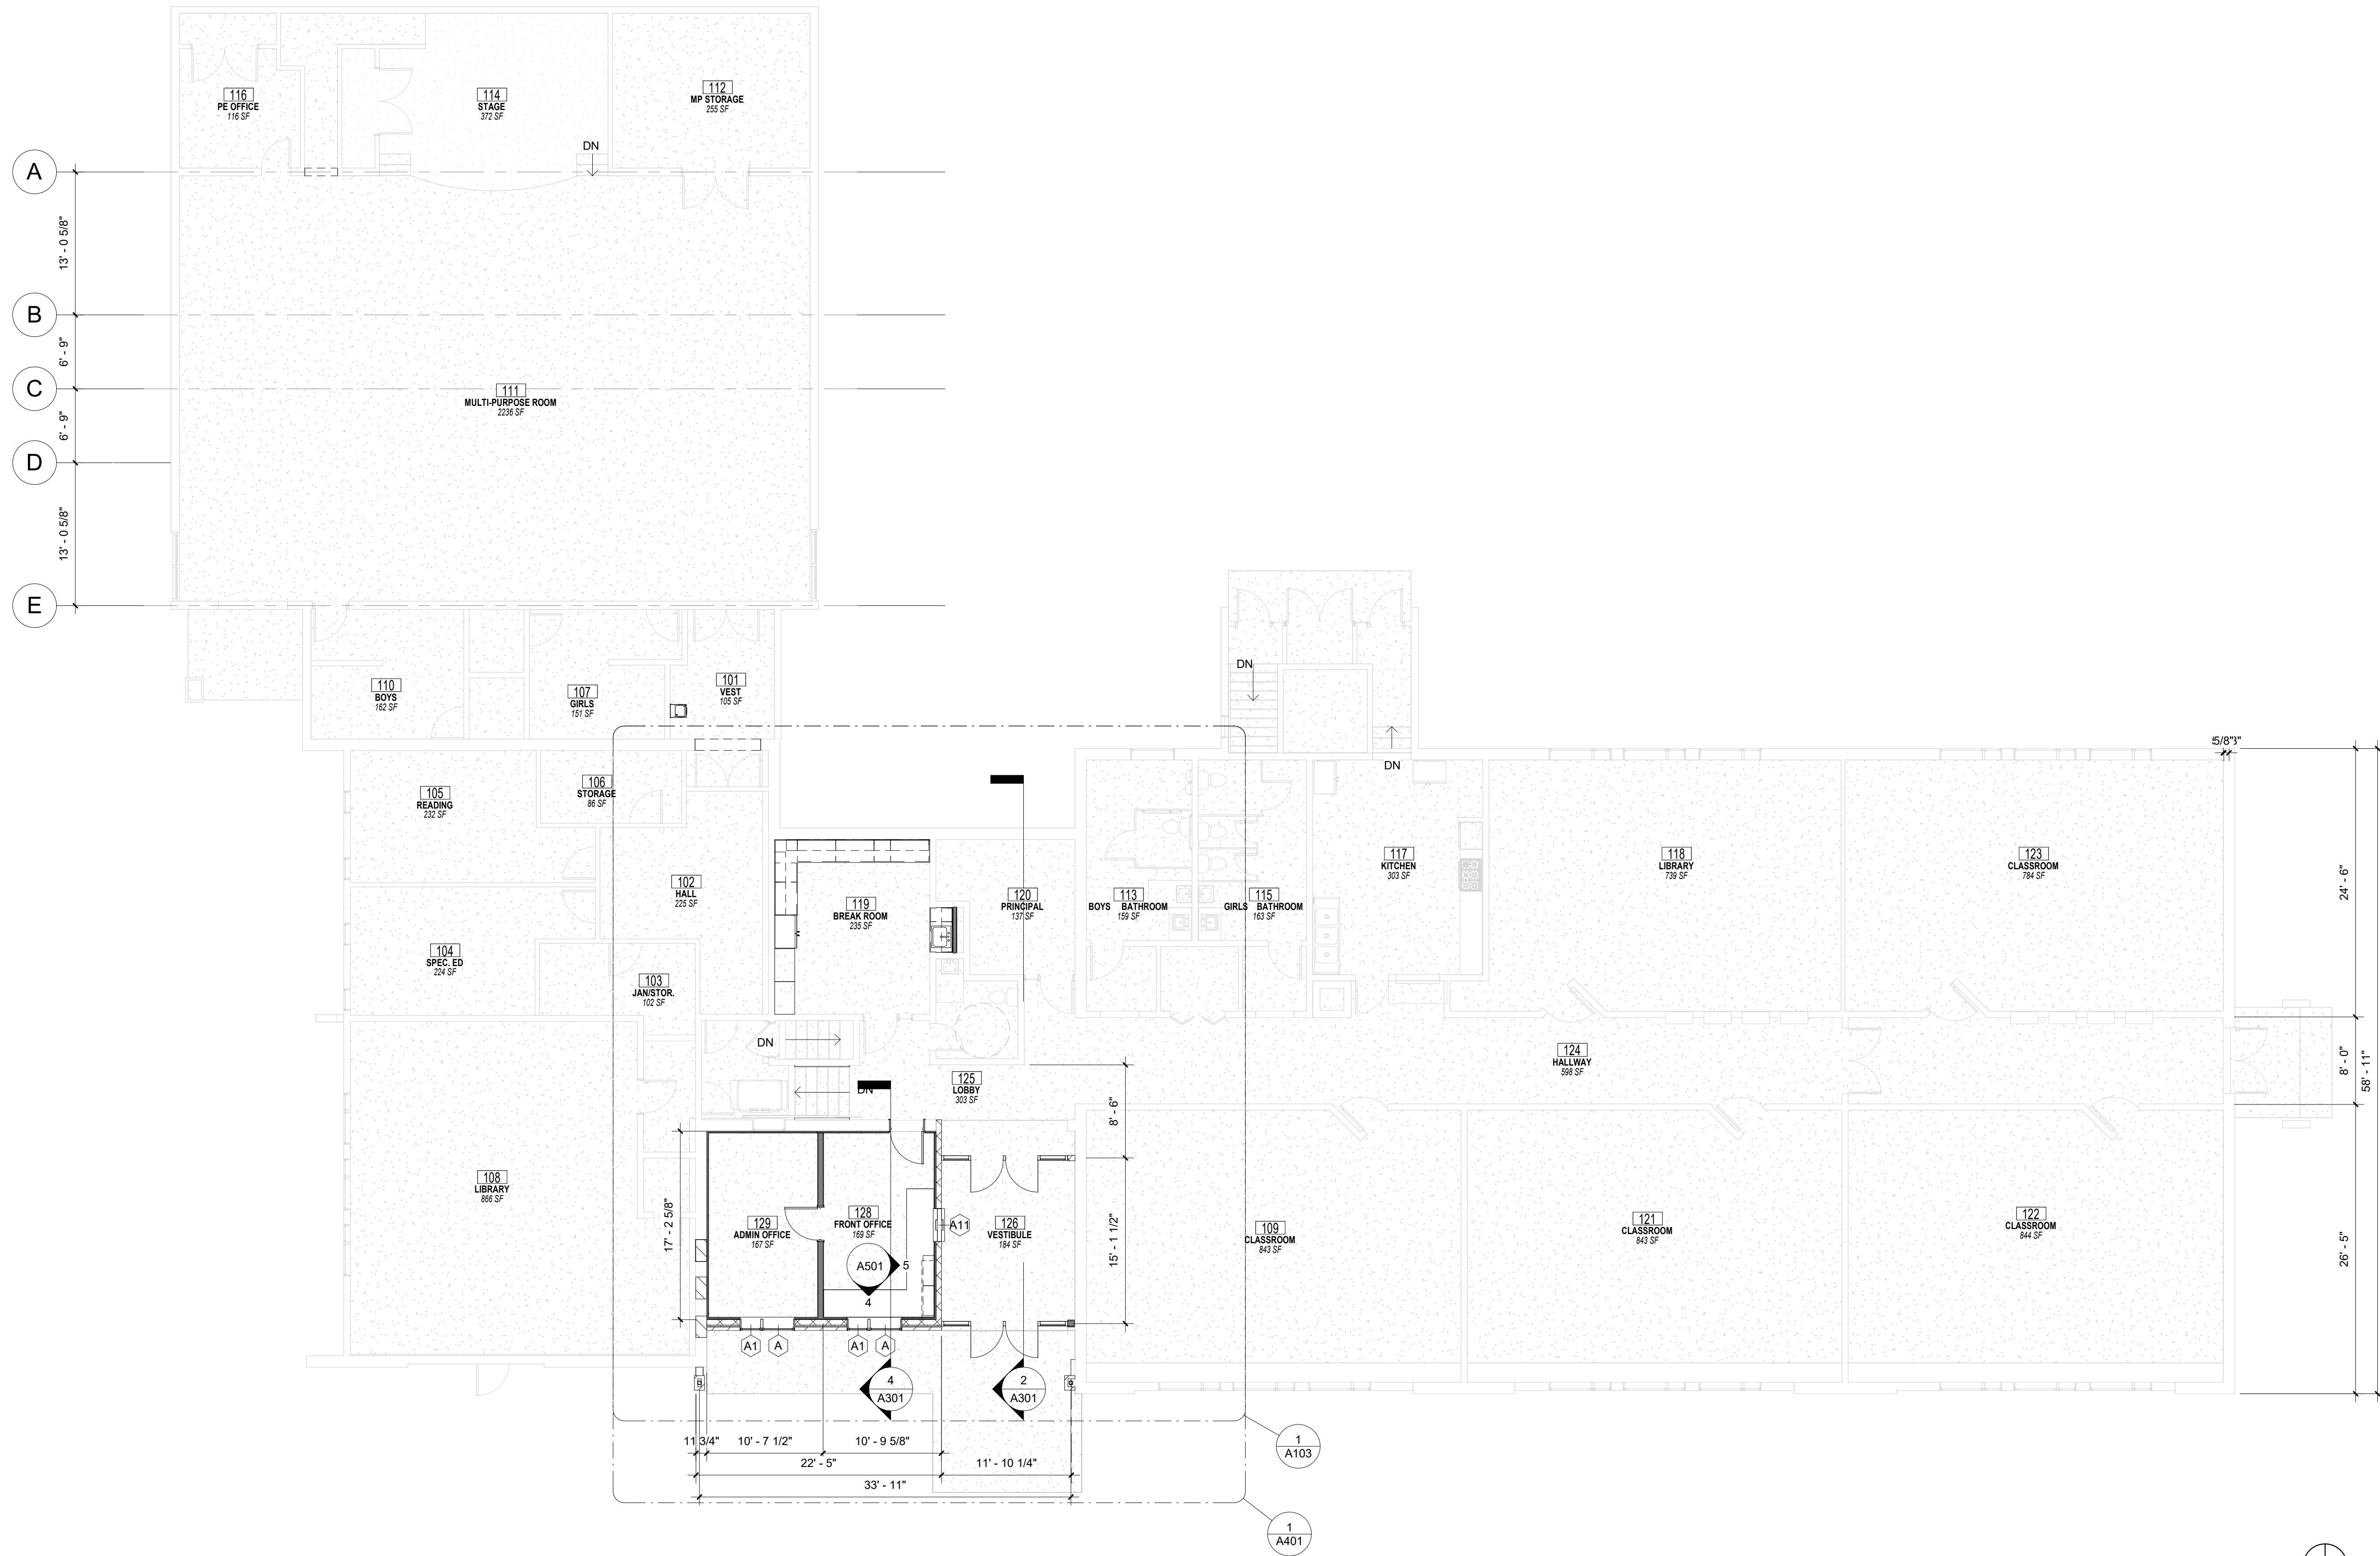 116
PE OFFICE
116 SF
114
STAGE
372 SF
112
MP STORAGE
255 SF
DN
A
13' - 0 5/8"
B
6' - 9"
C
111
MULTI-PURPOSE ROOM
2236 SF
6' - 9"
D
13' - 0 5/8"
E
110
BOYS
162 SF
107
GIRLS
151 SF
101
VEST
105 SF
DN
DN
105
READING
232 SF
106
STORAGE
86 SF
102
HALL
225 SF
119
BREAK ROOM
235 SF
120
PRINCIPAL
137 SF
113
BOYS BATHROOM
159 SF
115
GIRLS BATHROOM
163 SF
117
KITCHEN
303 SF
118
LIBRARY
739 SF
123
CLASSROOM
784 SF
24' - 6"
104
SPEC. ED
224 SF
103
JAN/STOR.
102 SF
DN
DN
125
LOBBY
303 SF
124
HALLWAY
598 SF
8' - 0"
58' - 11"
8' - 6"
108
LIBRARY
866 SF
17' - 2 5/8"
129
ADMIN OFFICE
167 SF
128
FRONT OFFICE
169 SF
A11
126
VESTIBULE
184 SF
15' - 1 1/2"
109
CLASSROOM
843 SF
121
CLASSROOM
843 SF
122
CLASSROOM
844 SF
26' - 5"
A501
5
4
A1
A
A1
A
4
A301
2
A301
11 3/4"
10' - 7 1/2"
10' - 9 5/8"
22' - 5"
11' - 10 1/4"
33' - 11"
1
A103
1
A401